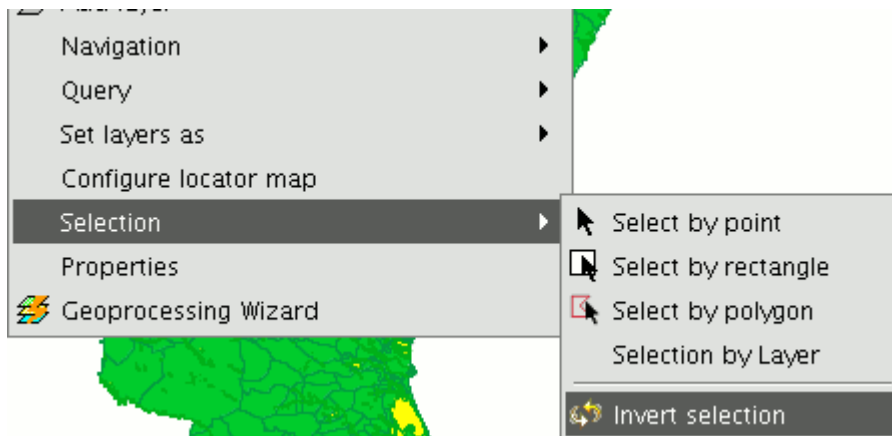 Navigation
Query
Set layers as
Configure locator map
Selection
Properties
Geoprocessing Wizard
Select by point
Select by rectangle
Select by polygon
Selection by Layer
Invert selection